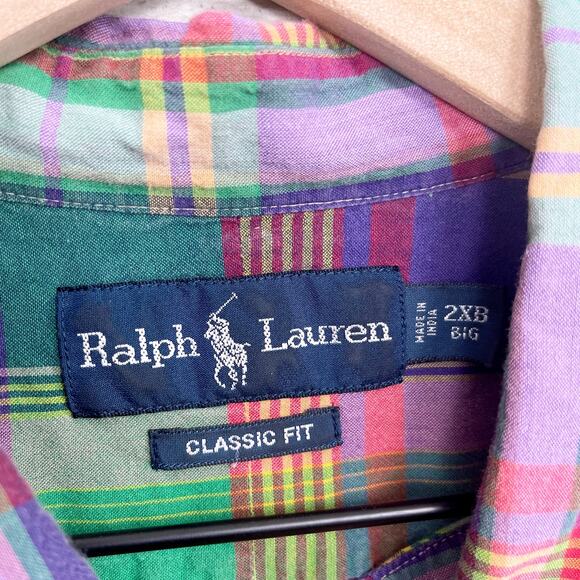 Ralph Lauren
MADE IN
INDIA
2XB
BIG
CLASSIC FIT